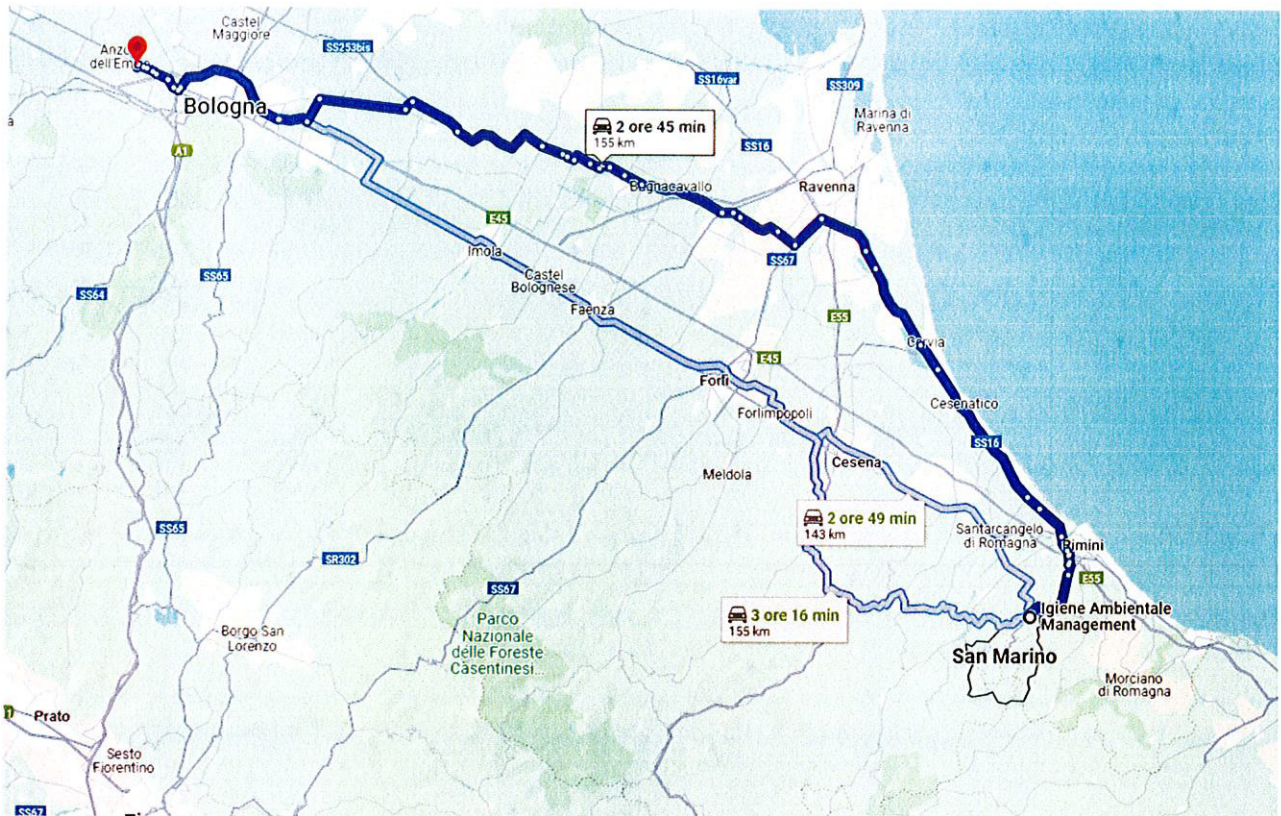 Castel
Maggiore
Anzola
dell'Emilia
SS253bis
SS16var
SS309
Bologna
2 ore 45 min
155 km
Marina di
Ravenna
A1
SS16
Bagnacavallo
Ravenna
E45
SS65
Imola
SS67
SS64
Castel
Bolognese
Faenza
E55
Cervia
E45
Forlì
Cesenatico
Forlimpopoli
SS16
Cesena
Meldola
2 ore 49 min
143 km
Santarcangelo
di Romagna
SS65
Rimini
SR302
E55
SS67
3 ore 16 min
155 km
Igiene Ambientale
Management
Parco
Nazionale
delle Foreste
Casentinesi...
Borgo San
Lorenzo
San Marino
Morciano
di Romagna
Prato
Sesto
Fiorentino
SS67